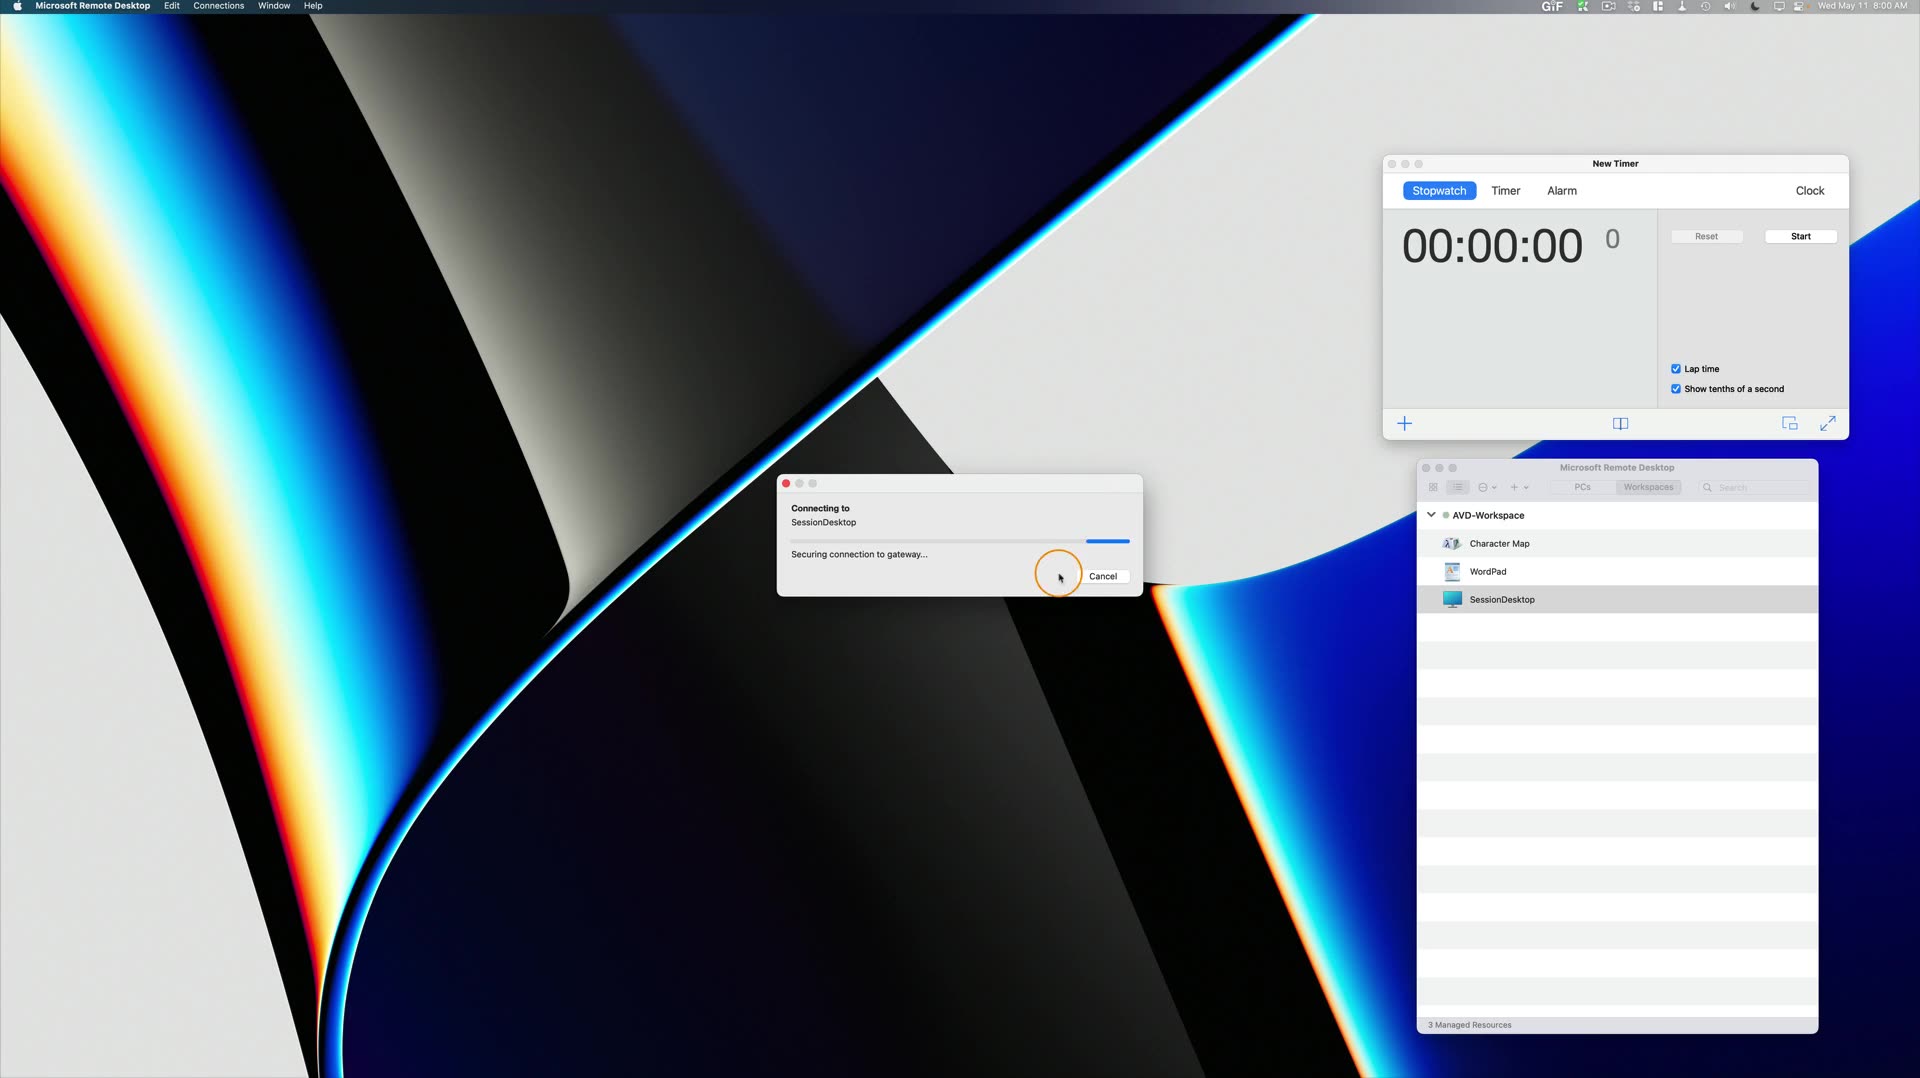 Microsoft Remote Desktop Edit Connections Window Help
GIF
Wed May 11 8:00 AM
New Timer
Stopwatch Timer Alarm Clock
00:00:00 0
Reset Start
Lap time
Show tenths of a second
Connecting to
SessionDesktop
Securing connection to gateway...
Cancel
Microsoft Remote Desktop
PCs Workspaces Search
AVD-Workspace
Character Map
WordPad
SessionDesktop
3 Managed Resources